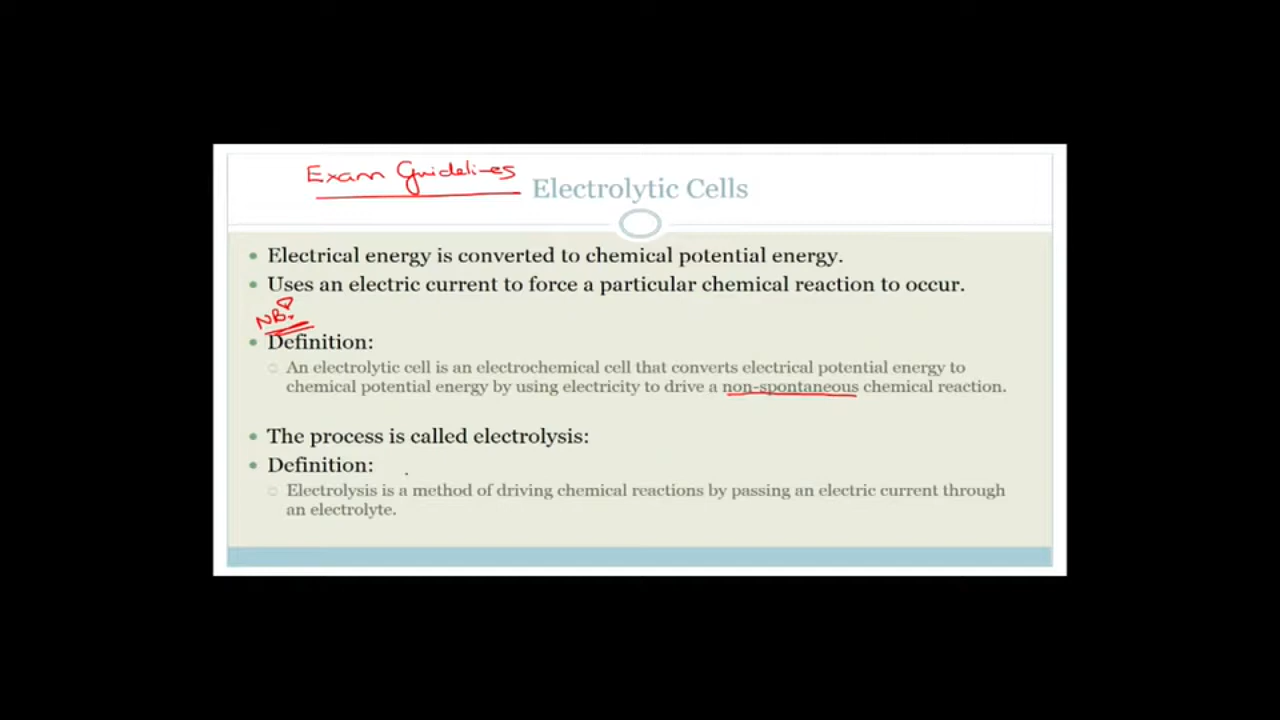 Exam Guidelines
Electrolytic Cells
Electrical energy is converted to chemical potential energy.
Uses an electric current to force a particular chemical reaction to occur.
NB!
Definition:
An electrolytic cell is an electrochemical cell that converts electrical potential energy to
chemical potential energy by using electricity to drive a non-spontaneous chemical reaction.
The process is called electrolysis:
Definition:
Electrolysis is a method of driving chemical reactions by passing an electric current through
an electrolyte.